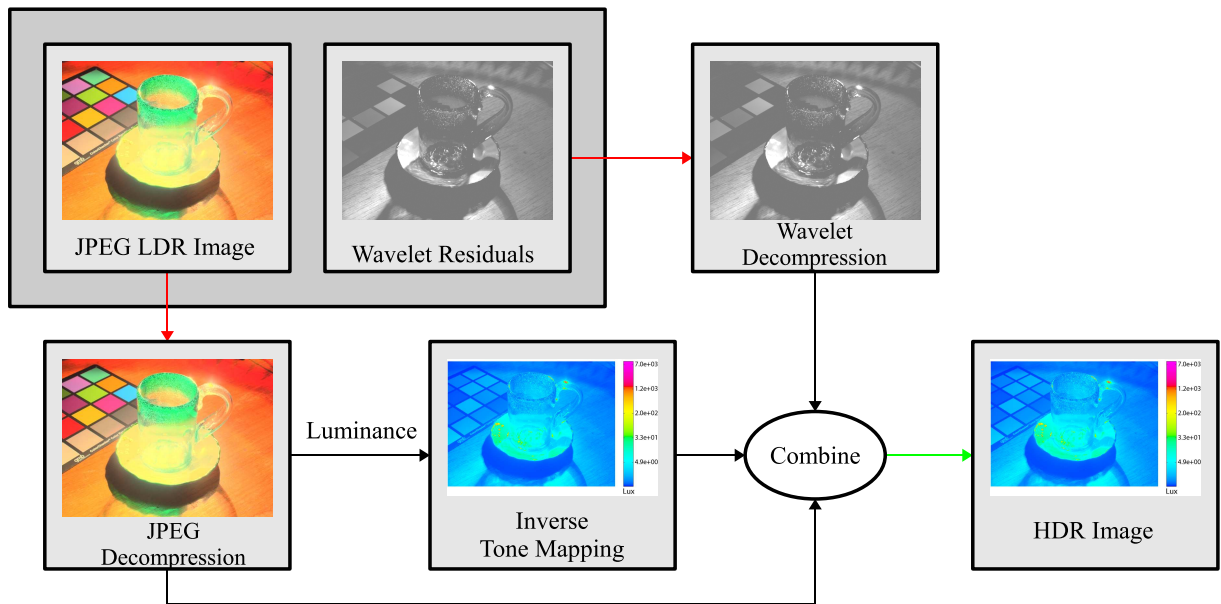 JPEG LDR Image
Wavelet Residuals
Wavelet
Decompression
JPEG
Decompression
Luminance
7.0e+03
1.2e+03
2.0e+02
3.3e+01
4.9e+00
Lux
Inverse
Tone Mapping
Combine
7.0e+03
1.2e+03
2.0e+02
3.3e+01
4.9e+00
Lux
HDR Image